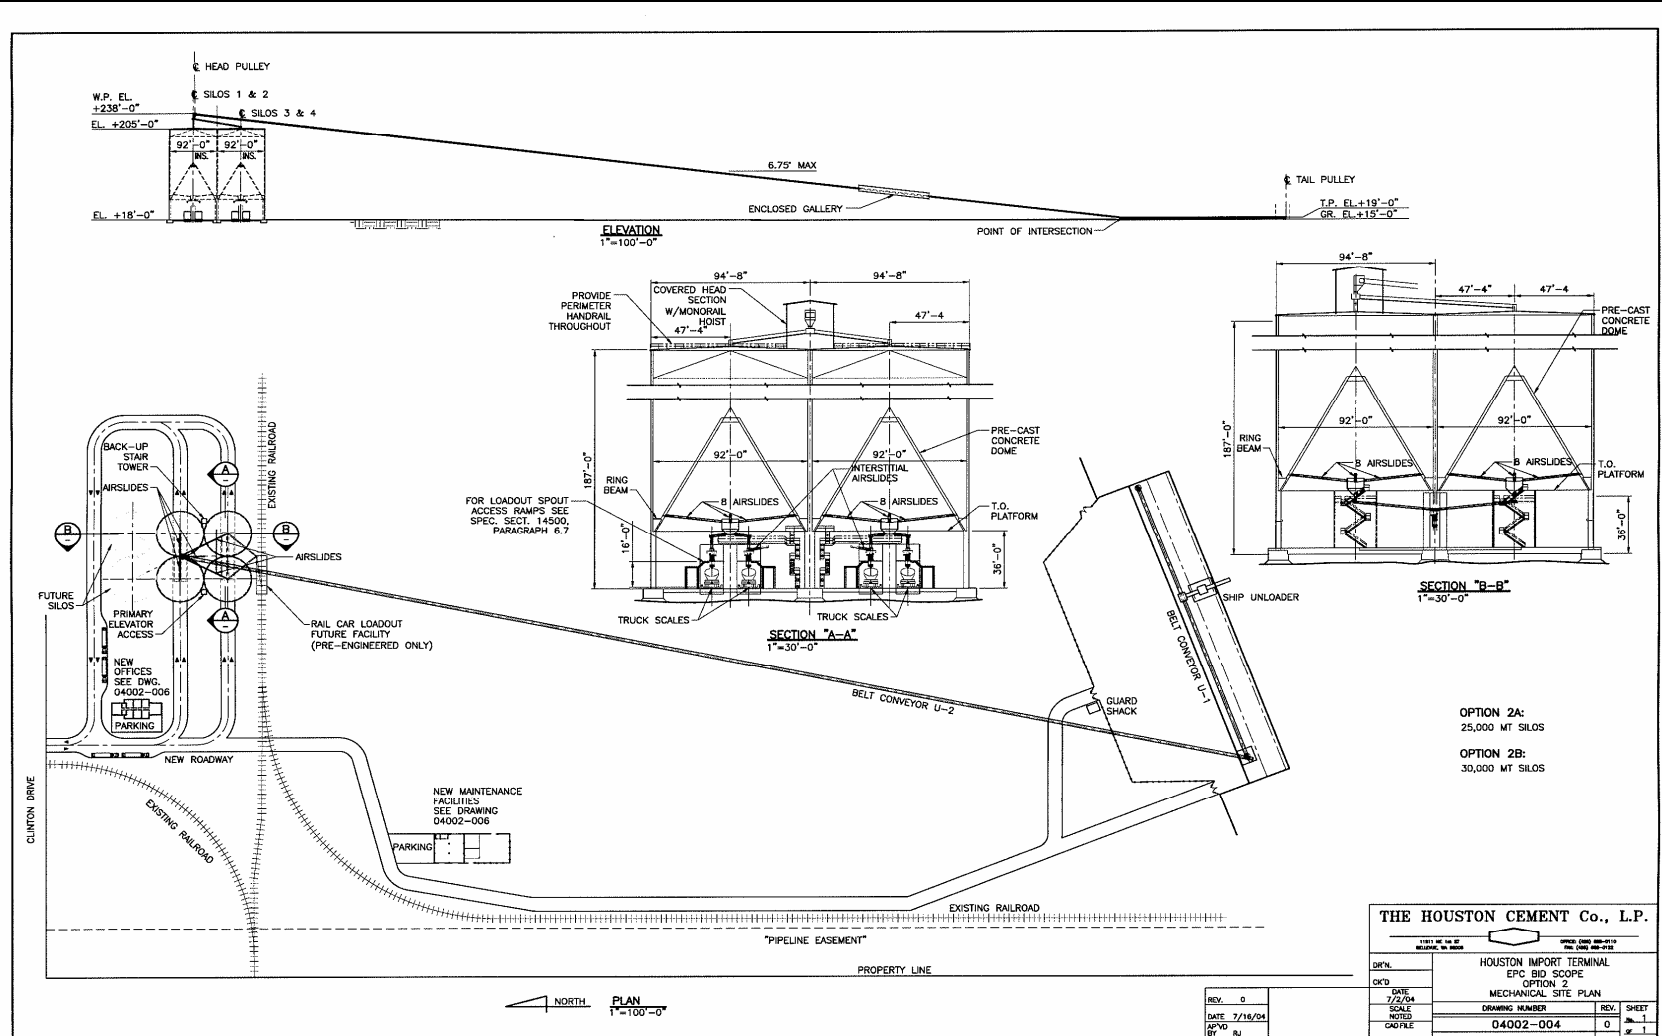 ℄ HEAD PULLEY
W.P. EL.
+238'-0"
℄ SILOS 1 & 2
℄ SILOS 3 & 4
EL. +205'-0"
92'-0" 92'-0"
INS. INS.
6.75° MAX
℄ TAIL PULLEY
EL. +18'-0"
ENCLOSED GALLERY
T.P. EL.+19'-0"
GR. EL.+15'-0"
POINT OF INTERSECTION
ELEVATION
1"=100'-0"
94'-8" 94'-8"
PROVIDE
PERIMETER
HANDRAIL
THROUGHOUT
COVERED HEAD
SECTION
W/MONORAIL
HOIST
47'-4"
47'-4
187'-0"
92'-0" 92'-0"
PRE-CAST
CONCRETE
DOME
INTERSTITIAL
AIRSLIDES
RING
BEAM
8 AIRSLIDES
8 AIRSLIDES
FOR LOADOUT SPOUT
ACCESS RAMPS SEE
SPEC. SECT. 14500,
PARAGRAPH 6.7
T.O.
PLATFORM
16'-0"
36'-0"
TRUCK SCALES
TRUCK SCALES
SECTION "A-A"
1"=30'-0"
94'-8"
47'-4" 47'-4
PRE-CAST
CONCRETE
DOME
187'-0"
92'-0" 92'-0"
RING
BEAM
8 AIRSLIDES
8 AIRSLIDES
T.O.
PLATFORM
36'-0"
SECTION "B-B"
1"=30'-0"
BACK-UP
STAIR
TOWER
AIRSLIDES
A
EXISTING RAILROAD
B
B
AIRSLIDES
FUTURE
SILOS
PRIMARY
ELEVATOR
ACCESS
A
RAIL CAR LOADOUT
FUTURE FACILITY
(PRE-ENGINEERED ONLY)
NEW
OFFICES
SEE DWG.
04002-006
PARKING
NEW ROADWAY
CLINTON DRIVE
EXISTING RAILROAD
NEW MAINTENANCE
FACILITIES
SEE DRAWING
04002-006
PARKING
BELT CONVEYOR U-2
GUARD
SHACK
BELT CONVEYOR U-1
SHIP UNLOADER
EXISTING RAILROAD
"PIPELINE EASEMENT"
PROPERTY LINE
NORTH
PLAN
1"=100'-0"
OPTION 2A:
25,000 MT SILOS
OPTION 2B:
30,000 MT SILOS
THE HOUSTON CEMENT Co., L.P.
DR'N.
CK'D
DATE
7/2/04
SCALE
NOTED
CAD FILE
HOUSTON IMPORT TERMINAL
EPC BID SCOPE
OPTION 2
MECHANICAL SITE PLAN
DRAWING NUMBER REV. SHEET
04002-004 0 No. 1
OF 1
REV. 0
DATE 7/16/04
AP'VD
BY RJ